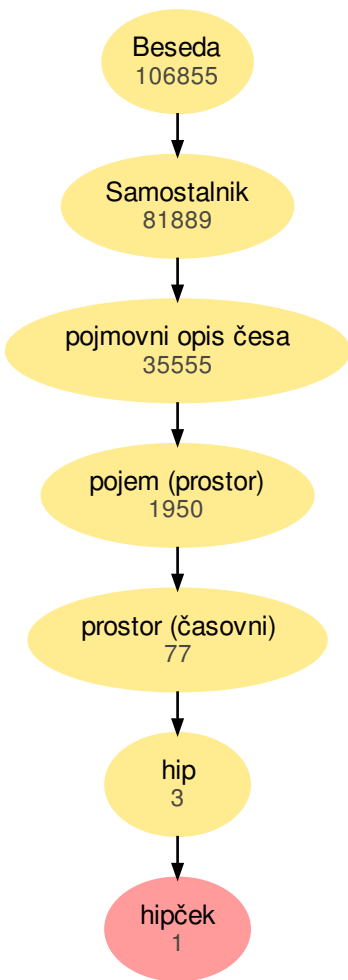 Beseda
106855
Samostalnik
81889
pojmovni opis česa
35555
pojem (prostor)
1950
prostor (časovni)
77
hip
3
hipček
1